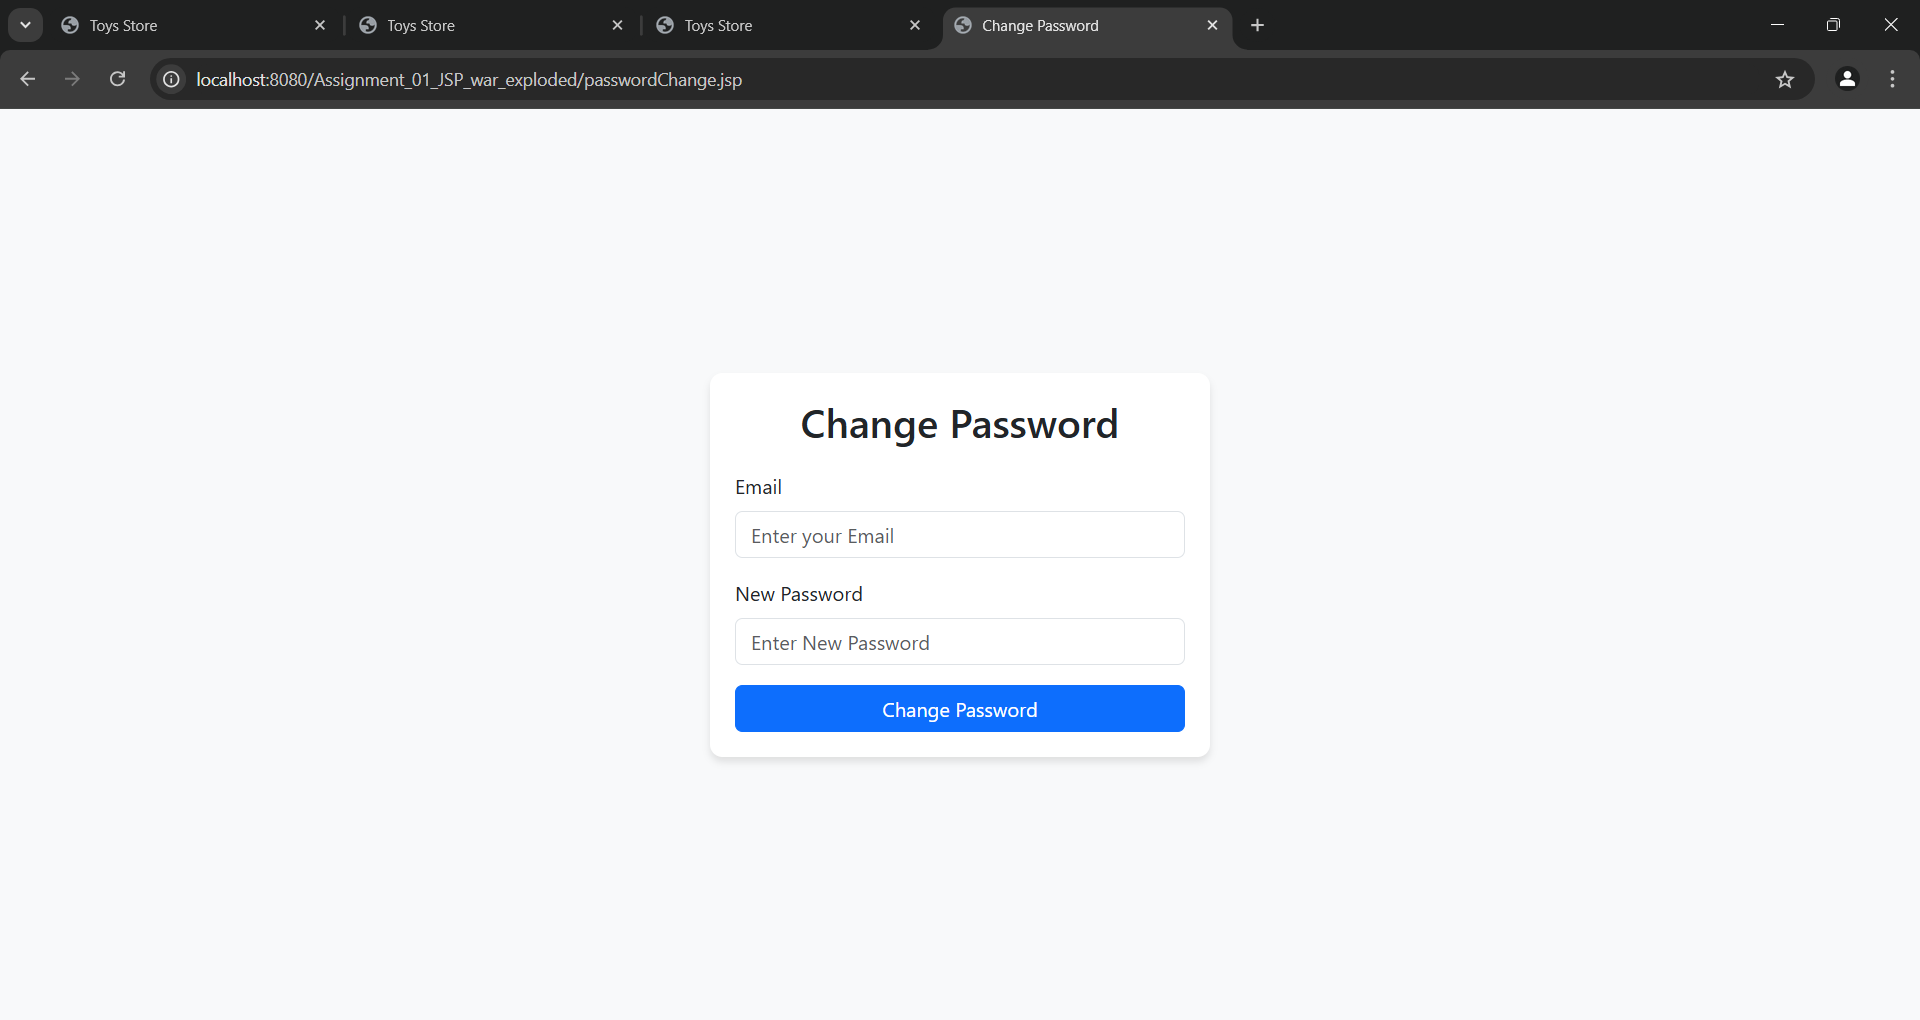 Toys Store
Toys Store
Toys Store
Change Password
localhost:8080/Assignment_01_JSP_war_exploded/passwordChange.jsp
Change Password
Email
Enter your Email
New Password
Enter New Password
Change Password